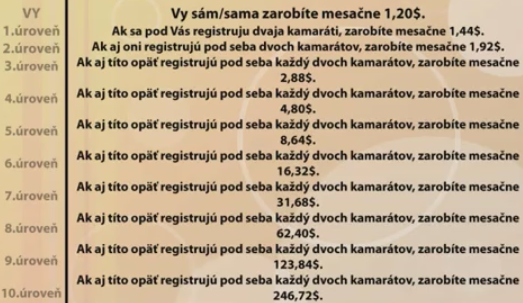 VY Vy sám/sama zarobíte mesačne 1,20$.
1.úroveň Ak sa pod Vás registruju dvaja kamaráti, zarobíte mesačne 1,44$.
2.úroveň Ak aj oni registrujú pod seba dvoch kamarátov, zarobíte mesačne 1,92$.
3.úroveň Ak aj títo opäť registrujú pod seba každý dvoch kamarátov, zarobíte mesačne
2,88$.
4.úroveň Ak aj títo opäť registrujú pod seba každý dvoch kamarátov, zarobíte mesačne
4,80$.
5.úroveň Ak aj títo opäť registrujú pod seba každý dvoch kamarátov, zarobíte mesačne
8,64$.
6.úroveň Ak aj títo opäť registrujú pod seba každý dvoch kamarátov, zarobíte mesačne
16,32$.
7.úroveň Ak aj títo opäť registrujú pod seba každý dvoch kamarátov, zarobíte mesačne
31,68$.
8.úroveň Ak aj títo opäť registrujú pod seba každý dvoch kamarátov, zarobíte mesačne
62,40$.
9.úroveň Ak aj títo opäť registrujú pod seba každý dvoch kamarátov, zarobíte mesačne
123,84$.
10.úroveň Ak aj títo opäť registrujú pod seba každý dvoch kamarátov, zarobíte mesačne
246,72$.